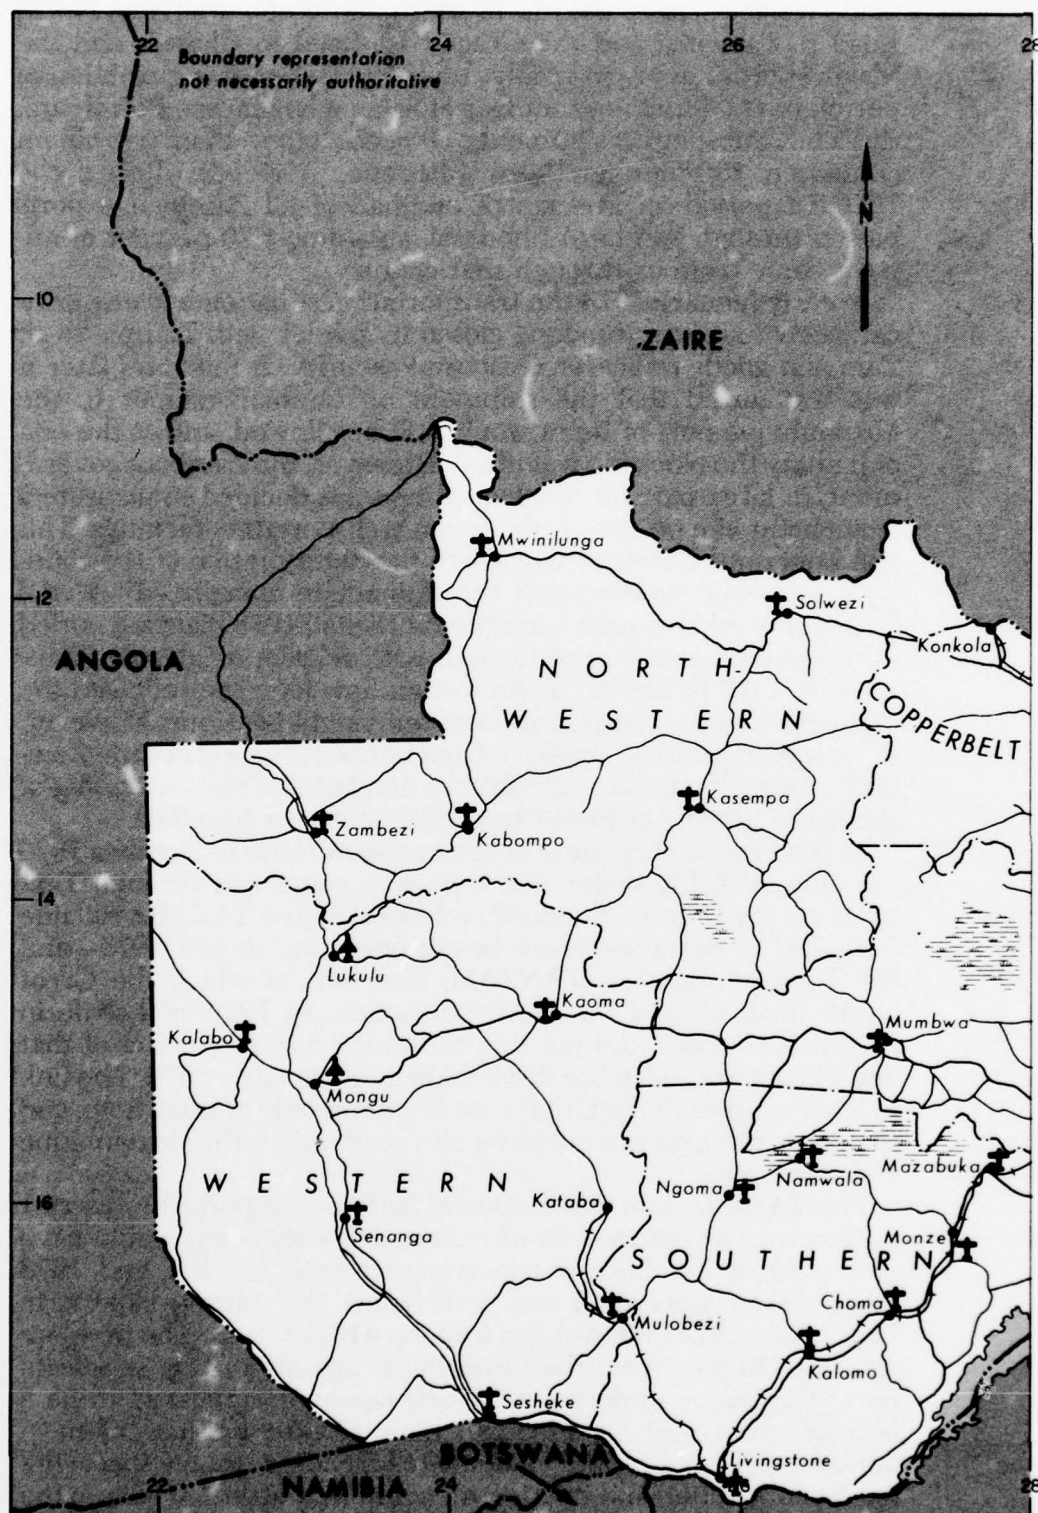 22
24
26
28
Boundary representation
not necessarily authoritative
N
10
ZAIRE
Mwinilunga
12
Solwezi
Konkola
ANGOLA
NORTH-
WESTERN
COPPERBELT
Zambezi
Kabompo
Kasempa
14
Lukulu
Kaoma
Kalabo
Mumbwa
Mongu
WESTERN
Kataba
Ngoma
Namwala
Mazabuka
16
Senanga
SOUTHERN
Monze
Choma
Mulobezi
Kalomo
Sesheke
BOTSWANA
Livingstone
NAMIBIA
22
24
26
28